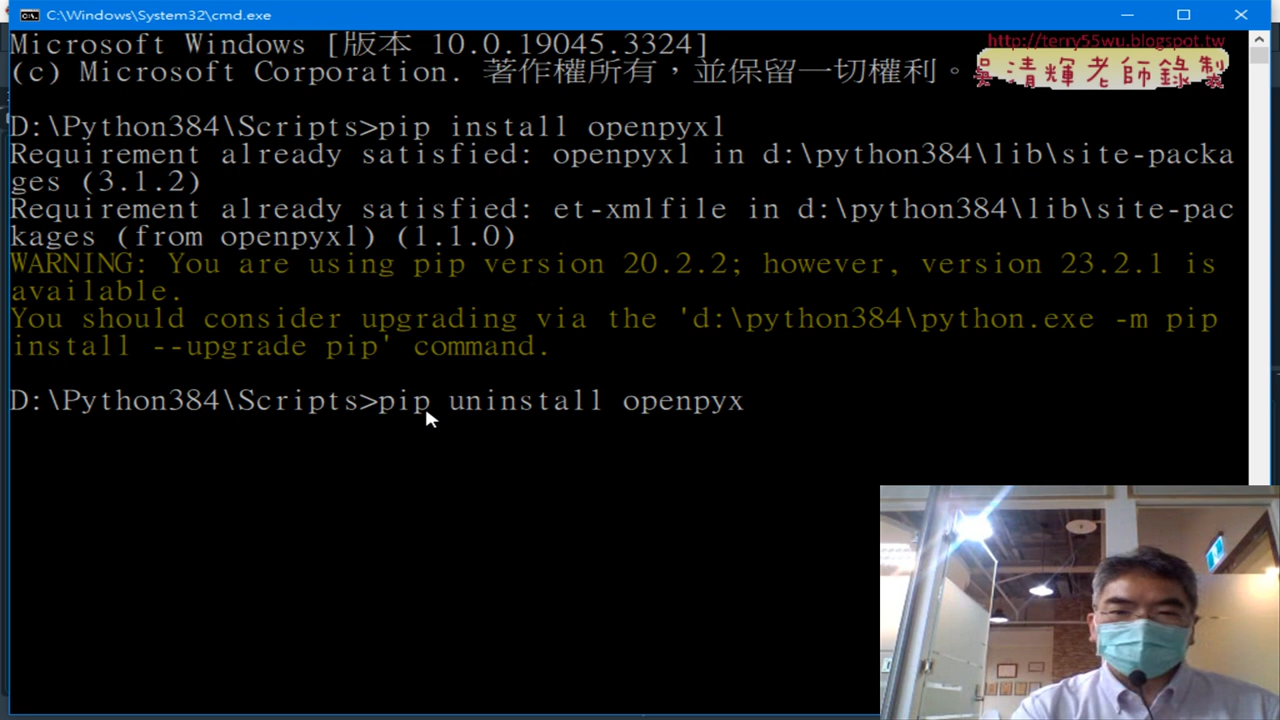 C:\Windows\System32\cmd.exe
Microsoft Windows [版本 10.0.19045.3324]
http://terry55wu.blogspot.tw
(c) Microsoft Corporation. 著作權所有，並保留一切權利。
吳清輝老師錄製
D:\Python384\Scripts>pip install openpyxl
Requirement already satisfied: openpyxl in d:\python384\lib\site-packa
ges (3.1.2)
Requirement already satisfied: et-xmlfile in d:\python384\lib\site-pac
kages (from openpyxl) (1.1.0)
WARNING: You are using pip version 20.2.2; however, version 23.2.1 is
available.
You should consider upgrading via the 'd:\python384\python.exe -m pip
install --upgrade pip' command.
D:\Python384\Scripts>pip uninstall openpyx